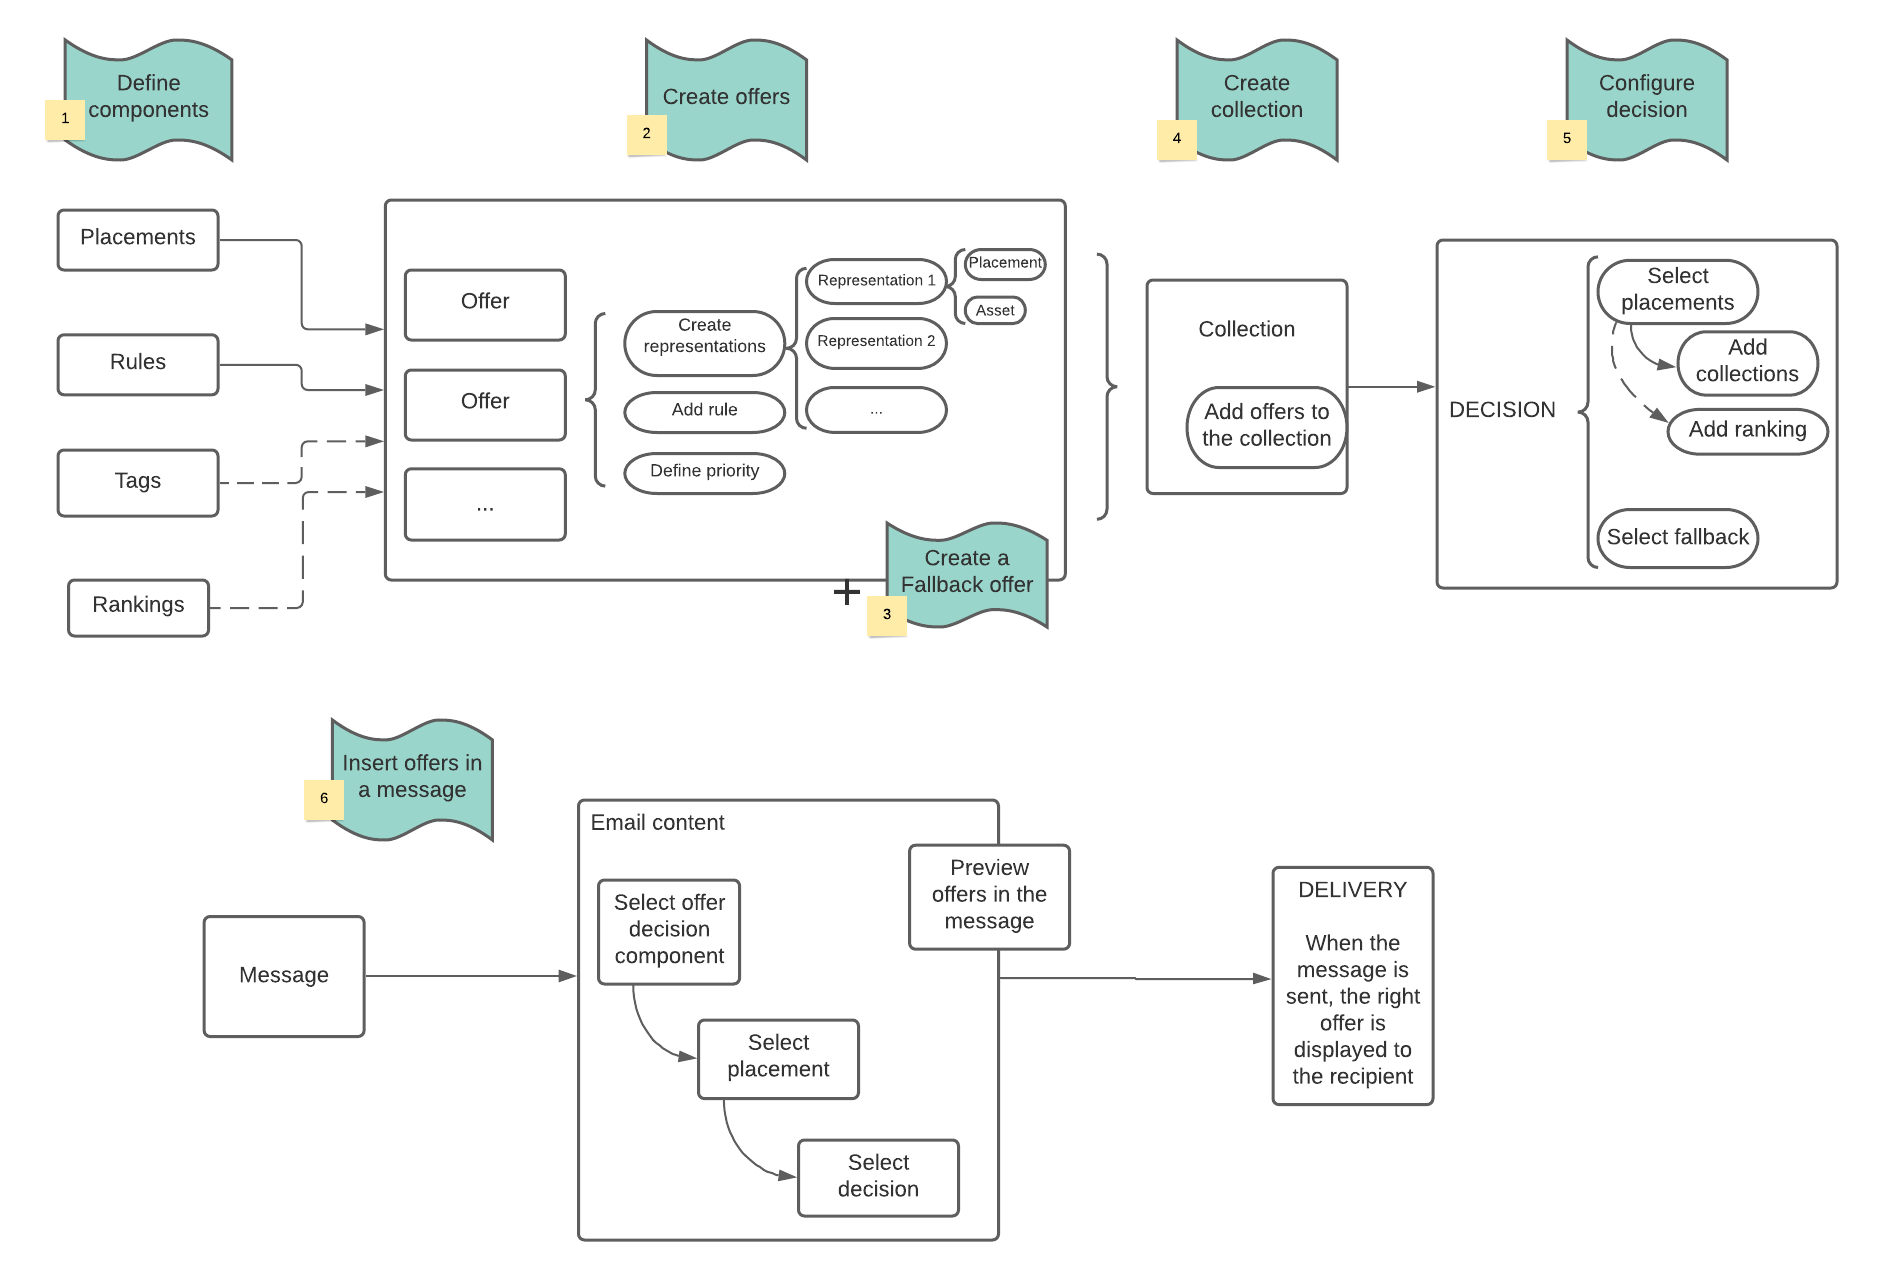 Define
components
1
Create offers
2
Create
collection
4
Configure
decision
5
Placements
Rules
Tags
Rankings
Offer
Offer
...
Create
representations
Add rule
Define priority
Representation 1
Representation 2
...
Placement
Asset
Create a
Fallback offer
3
Collection
Add offers to
the collection
DECISION
Select
placements
Add
collections
Add ranking
Select fallback
Insert offers in
a message
6
Message
Email content
Select offer
decision
component
Select
placement
Select
decision
Preview
offers in the
message
DELIVERY
When the
message is
sent, the right
offer is
displayed to
the recipient